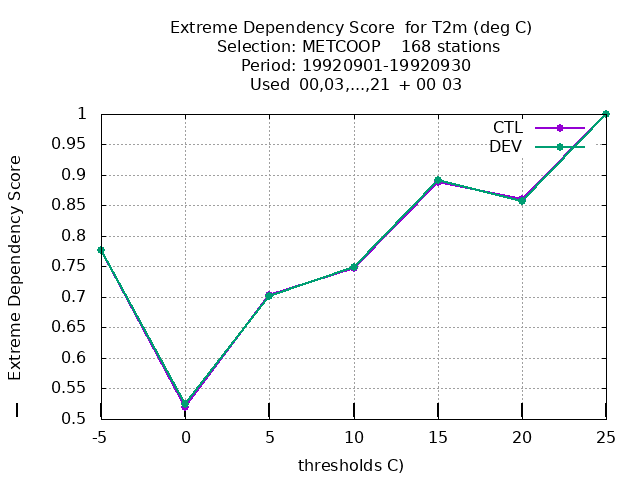 Extreme Dependency Score  for T2m (deg C)
Selection: METCOOP    168 stations
Period: 19920901-19920930
Used  00,03,...,21  + 00 03
CTL
DEV
1
0.95
0.9
0.85
0.8
0.75
0.7
0.65
0.6
0.55
0.5
-5
0
5
10
15
20
25
Extreme Dependency Score
thresholds C)